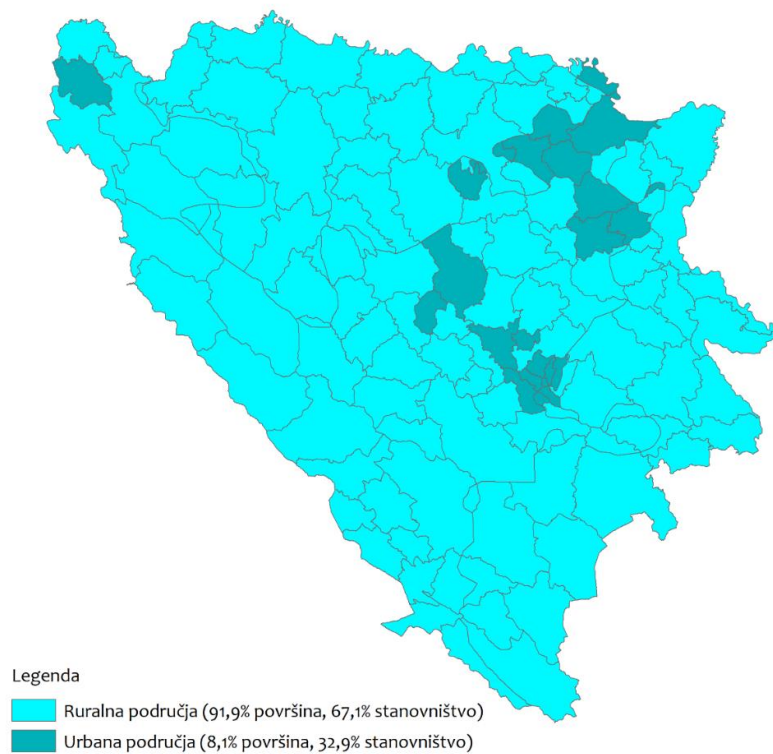 Legenda
Ruralna područja (91,9% površina, 67,1% stanovništvo)
Urbana područja (8,1% površina, 32,9% stanovništvo)